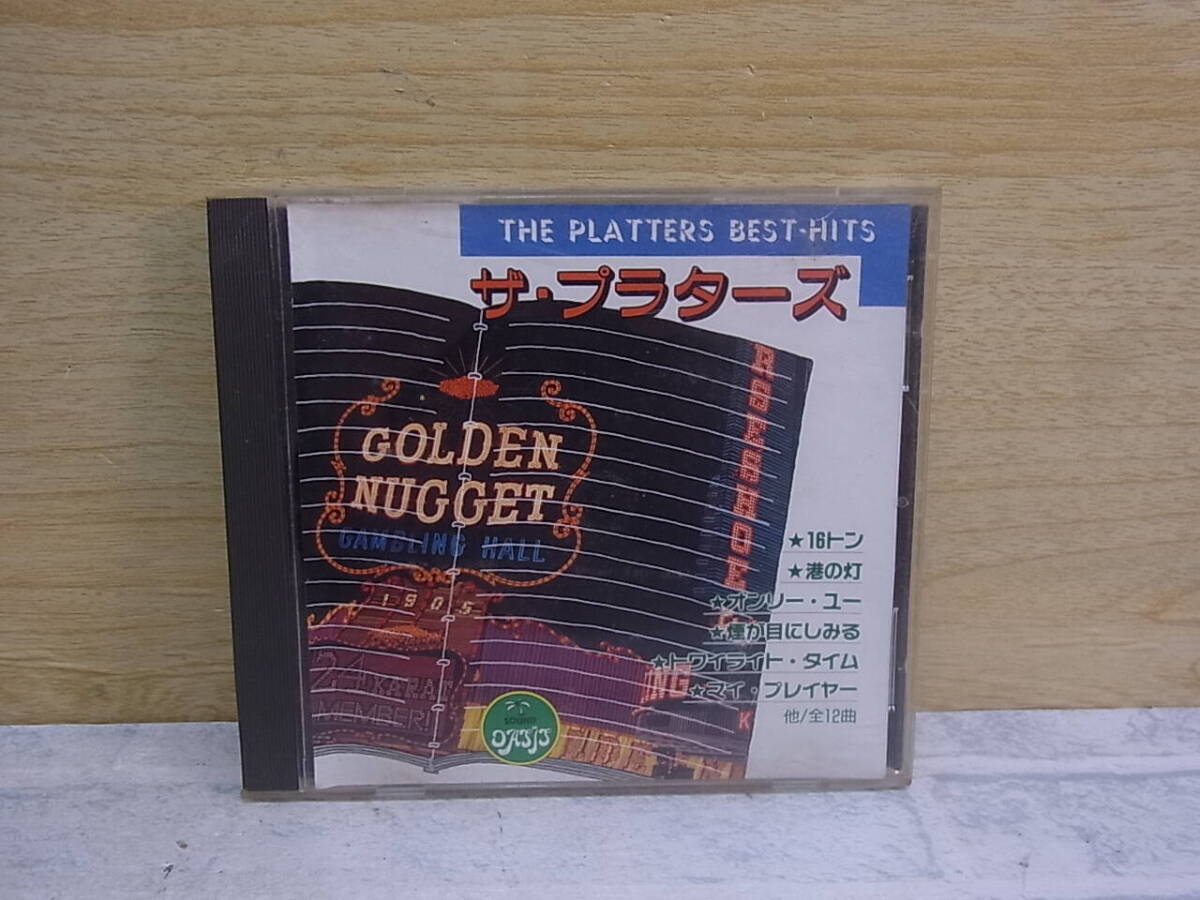 THE PLATTERS BEST-HITS
ザ・プラターズ
GOLDEN
NUGGET
GAMBLING HALL
1905
24 KARAT
MEMBER!
SOUND
OASIS
★16トン
★港の灯
★オンリー・ユー
★煙が目にしみる
★トワイライト・タイム
NG
★マイ・プレイヤー
K
他/全12曲